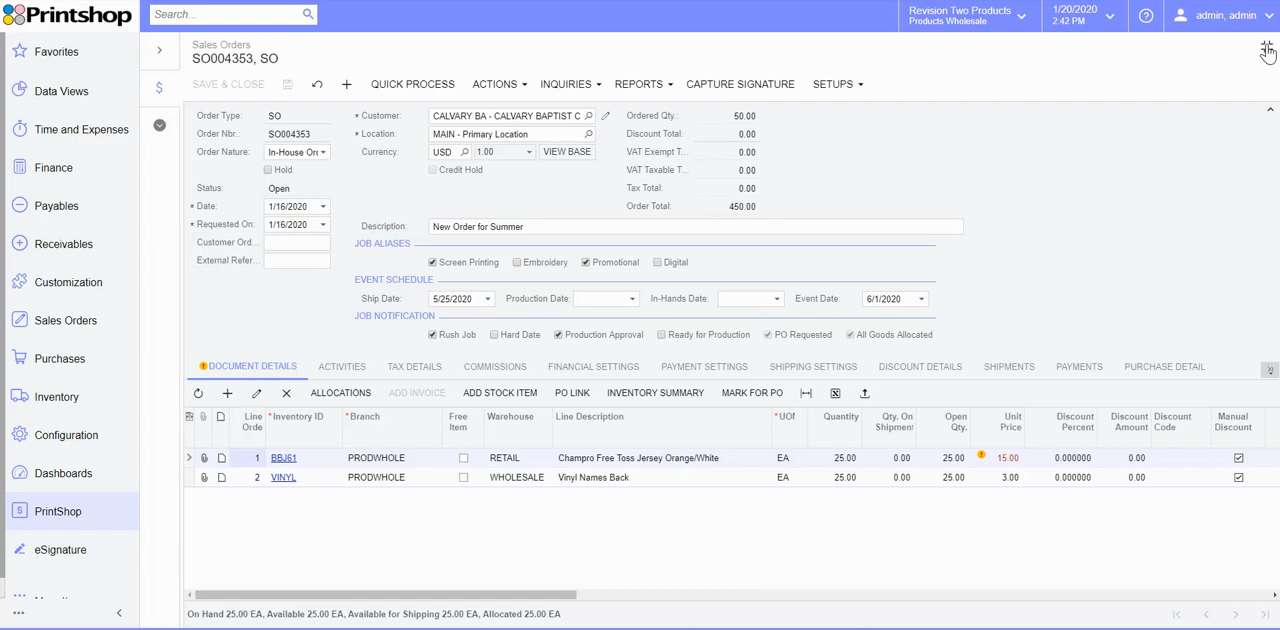 Printshop
Search...
Revision Two Products
Products Wholesale
1/20/2020
2:42 PM
admin, admin
Favorites
Data Views
Time and Expenses
Finance
Payables
Receivables
Customization
Sales Orders
Purchases
Inventory
Configuration
Dashboards
PrintShop
eSignature
Sales Orders
SO004353, SO
SAVE & CLOSE QUICK PROCESS ACTIONS INQUIRIES REPORTS CAPTURE SIGNATURE SETUPS
Order Type: SO * Customer: CALVARY BA - CALVARY BAPTIST C Ordered Qty.: 50.00
Order Nbr.: SO004353 * Location: MAIN - Primary Location Discount Total: 0.00
Order Nature: In-House Orc Currency: USD 1.00 VIEW BASE VAT Exempt T... 0.00
Hold Credit Hold VAT Taxable T... 0.00
Status: Open Tax Total: 0.00
* Date: 1/16/2020 Order Total: 450.00
* Requested On: 1/16/2020 Description: New Order for Summer
Customer Ord...
JOB ALIASES
External Refer...
Screen Printing Embroidery Promotional Digital
EVENT SCHEDULE
Ship Date: 5/25/2020 Production Date: In-Hands Date: Event Date: 6/1/2020
JOB NOTIFICATION
Rush Job Hard Date Production Approval Ready for Production PO Requested All Goods Allocated
DOCUMENT DETAILS ACTIVITIES TAX DETAILS COMMISSIONS FINANCIAL SETTINGS PAYMENT SETTINGS SHIPPING SETTINGS DISCOUNT DETAILS SHIPMENTS PAYMENTS PURCHASE DETAIL
ALLOCATIONS ADD INVOICE ADD STOCK ITEM PO LINK INVENTORY SUMMARY MARK FOR PO
Line Orde * Inventory ID * Branch Free Item Warehouse Line Description * UOM Quantity Qty. On Shipment Open Qty. Unit Price Discount Percent Discount Amount Discount Code Manual Discount
1 BBJ61 PRODWHOLE RETAIL Champro Free Toss Jersey Orange/White EA 25.00 0.00 25.00 15.00 0.000000 0.00
2 VINYL PRODWHOLE WHOLESALE Vinyl Names Back EA 25.00 0.00 25.00 3.00 0.000000 0.00
On Hand 25.00 EA, Available 25.00 EA, Available for Shipping 25.00 EA, Allocated 25.00 EA